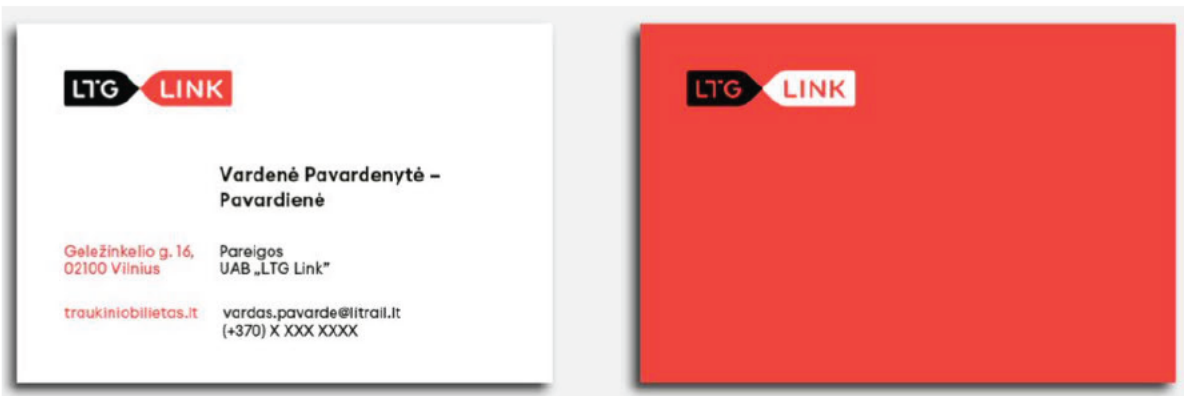 LTG LINK
Vardenė Pavardenytė –
Pavardienė
Geležinkelio g. 16,
02100 Vilnius
Pareigos
UAB „LTG Link”
traukiniobilietas.lt
vardas.pavarde@litrail.lt
(+370) X XXX XXXX
LTG LINK